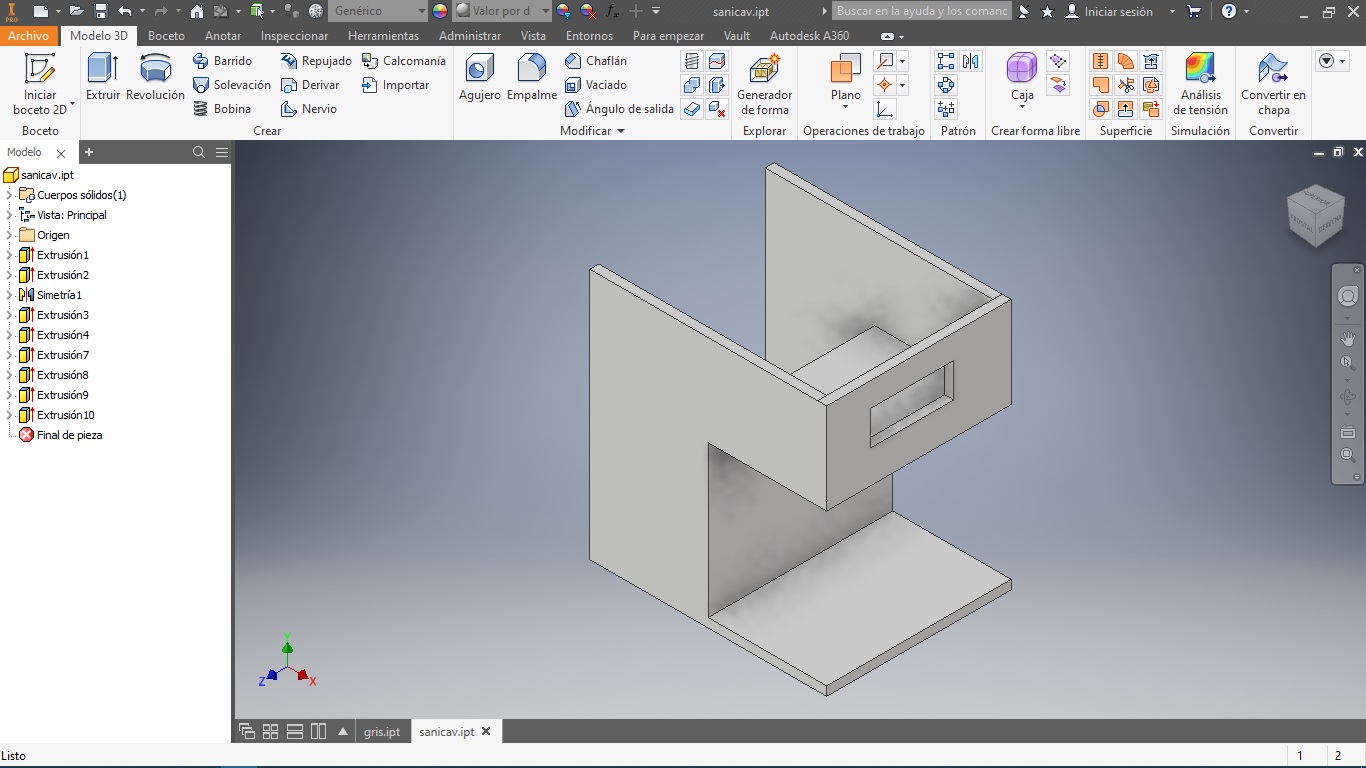 PRO
Genérico
Valor por d
sanicav.ipt
Buscar en la ayuda y los comanc
Iniciar sesión
Archivo
Modelo 3D
Boceto
Anotar
Inspeccionar
Herramientas
Administrar
Vista
Entornos
Para empezar
Vault
Autodesk A360
Iniciar
boceto 2D
Boceto
Extruir
Revolución
Barrido
Solevación
Bobina
Repujado
Derivar
Nervio
Calcomanía
Importar
Crear
Agujero
Empalme
Chaflán
Vaciado
Ángulo de salida
Modificar
Generador
de forma
Explorar
Plano
Operaciones de trabajo
Patrón
Caja
Crear forma libre
Superficie
Análisis
de tensión
Simulación
Convertir en
chapa
Convertir
Modelo
sanicav.ipt
Cuerpos sólidos(1)
Vista: Principal
Origen
Extrusión1
Extrusión2
Simetría1
Extrusión3
Extrusión4
Extrusión7
Extrusión8
Extrusión9
Extrusión10
Final de pieza
FRONTAL
DERECHA
Y
Z
X
gris.ipt
sanicav.ipt
Listo
1
2